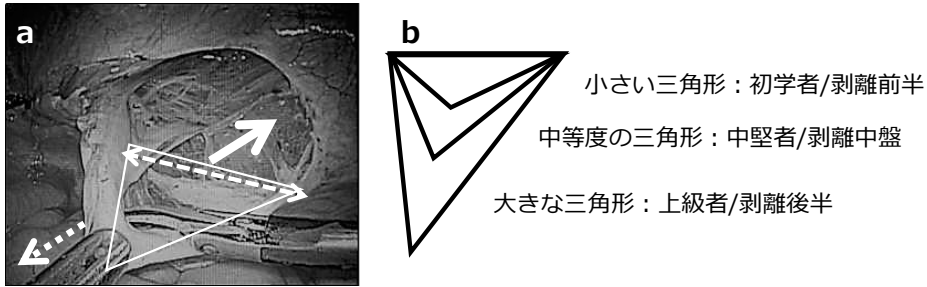 a
b
小さい三角形：初学者/剥離前半
中等度の三角形：中堅者/剥離中盤
大きな三角形：上級者/剥離後半